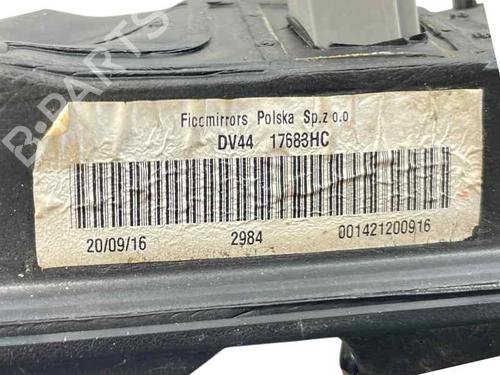 B-PARTS
Ficomirrors Polska Sp.z o.o
DV44 17683HC
20/09/16 2984 001421200916